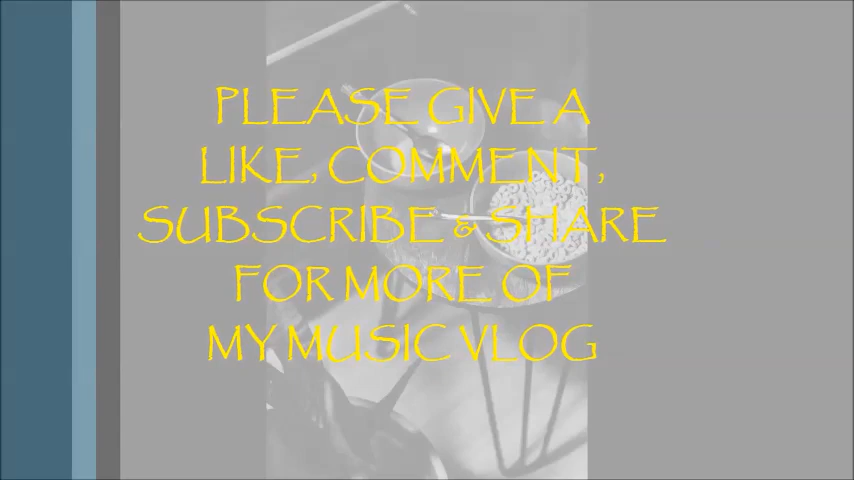 PLEASE GIVE A
LIKE, COMMENT,
SUBSCRIBE & SHARE
FOR MORE OF
MY MUSIC VLOG